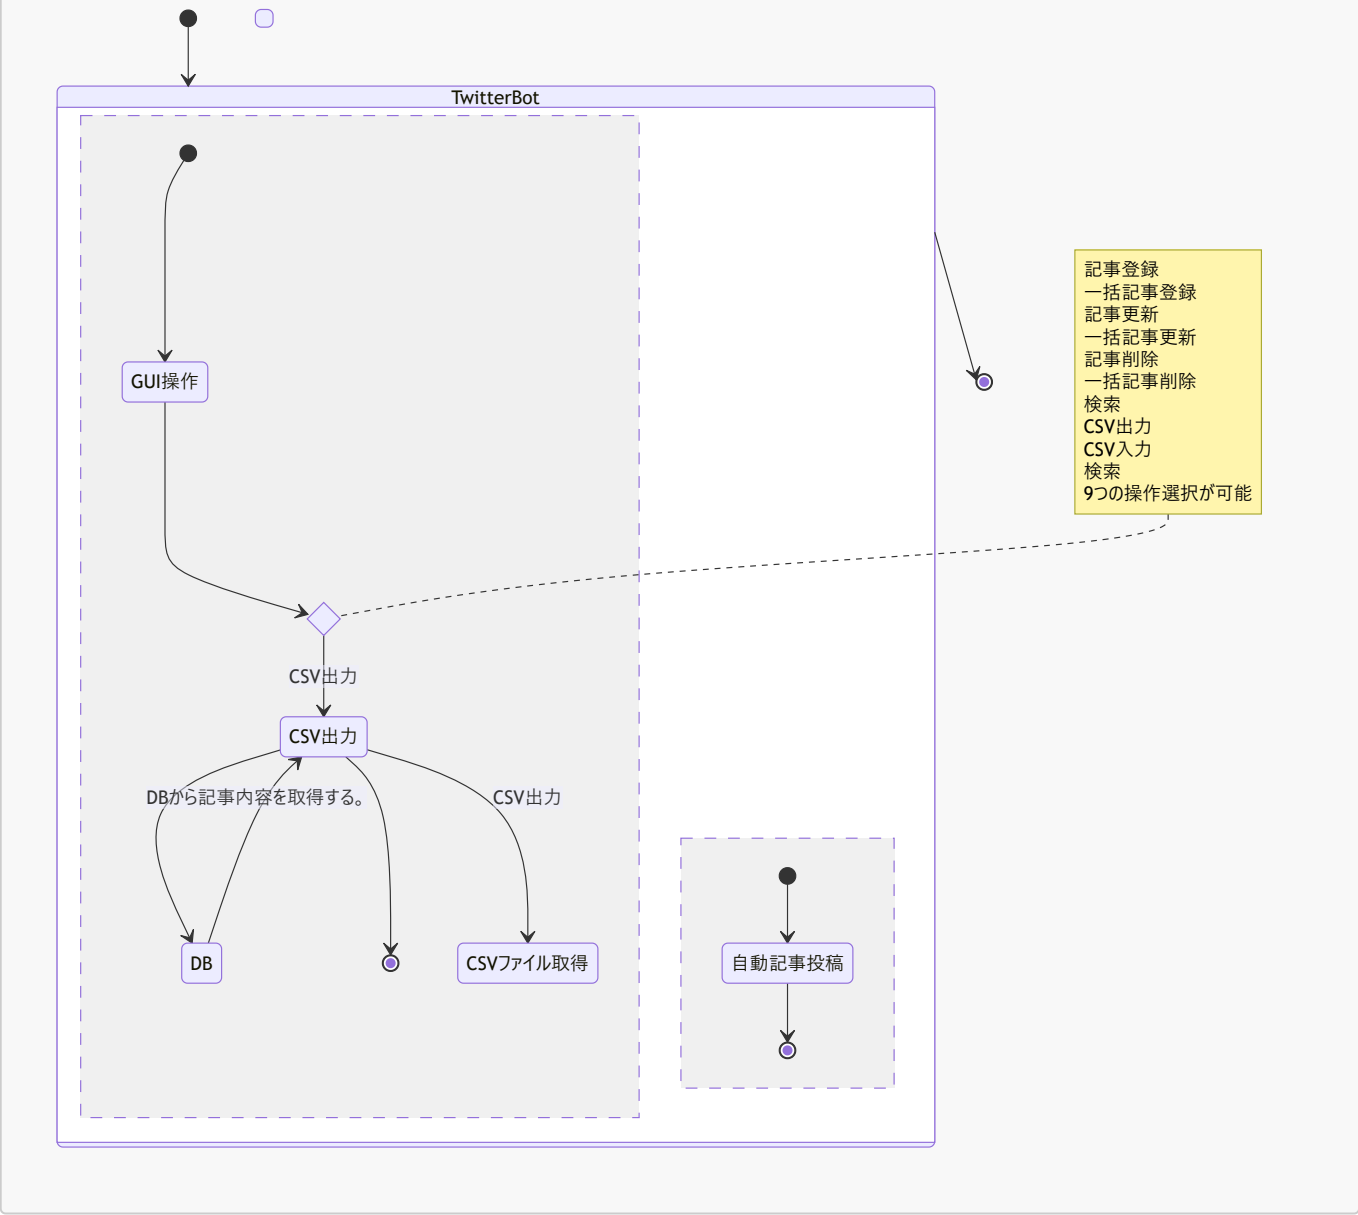 TwitterBot
記事登録
一括記事登録
記事更新
一括記事更新
記事削除
一括記事削除
検索
CSV出力
CSV入力
検索
9つの操作選択が可能
GUI操作
CSV出力
CSV出力
DBから記事内容を取得する。
CSV出力
DB
CSVファイル取得
自動記事投稿